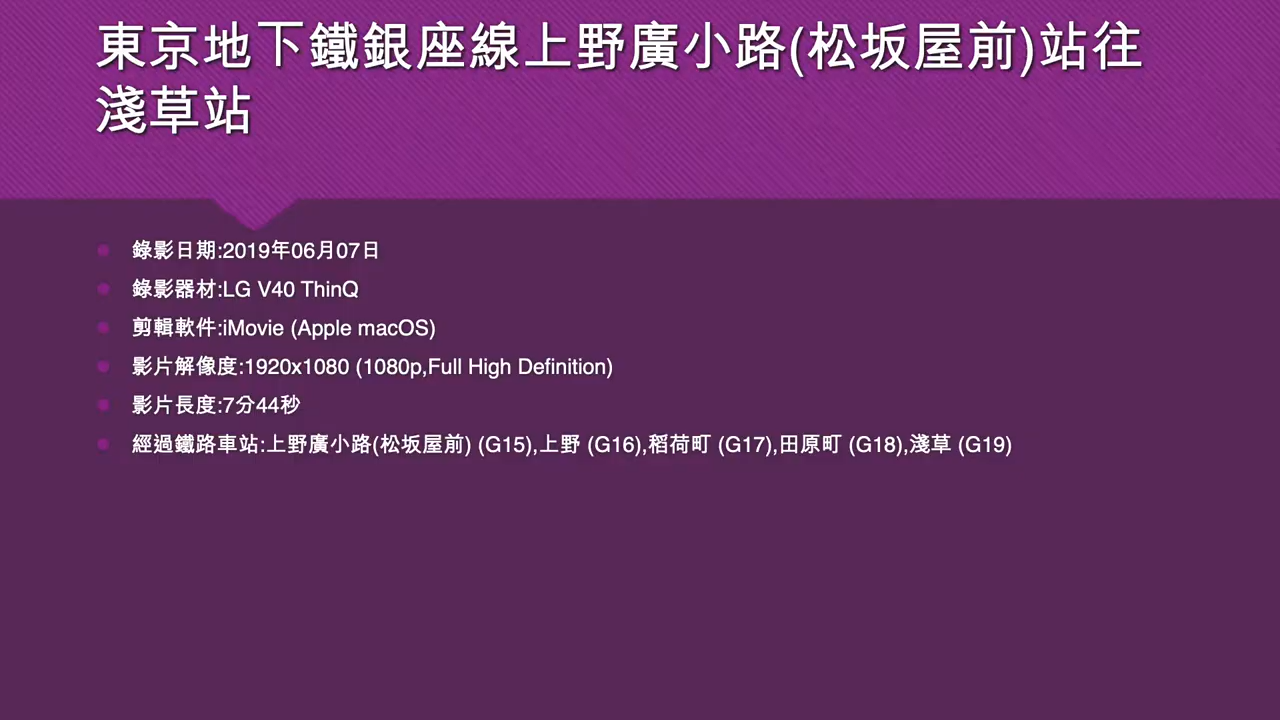 東京地下鐵銀座線上野廣小路(松坂屋前)站往
淺草站
錄影日期:2019年06月07日
錄影器材:LG V40 ThinQ
剪輯軟件:iMovie (Apple macOS)
影片解像度:1920x1080 (1080p,Full High Definition)
影片長度:7分44秒
經過鐵路車站:上野廣小路(松坂屋前) (G15),上野 (G16),稻荷町 (G17),田原町 (G18),淺草 (G19)